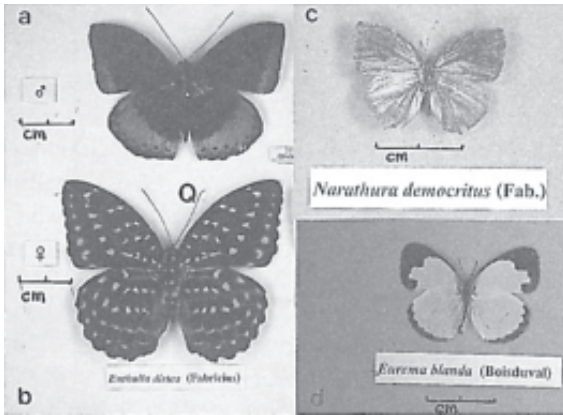 a
♂
cm
Q
♀
cm
Euthalia dirtea (Fabricius)
b
c
cm
Narathura democritus (Fab.)
Eurema blanda (Boisduval)
d
cm